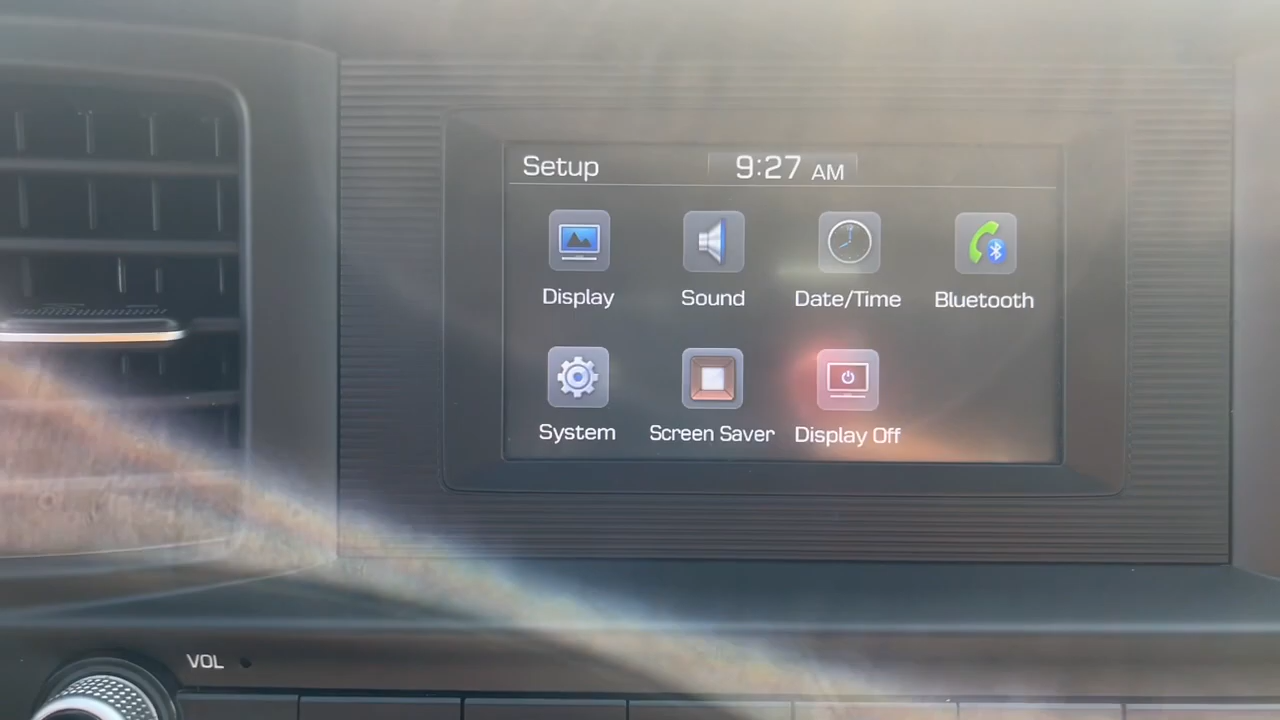 Setup
9:27 AM
Display
Sound
Date/Time
Bluetooth
System
Screen Saver
Display Off
VOL